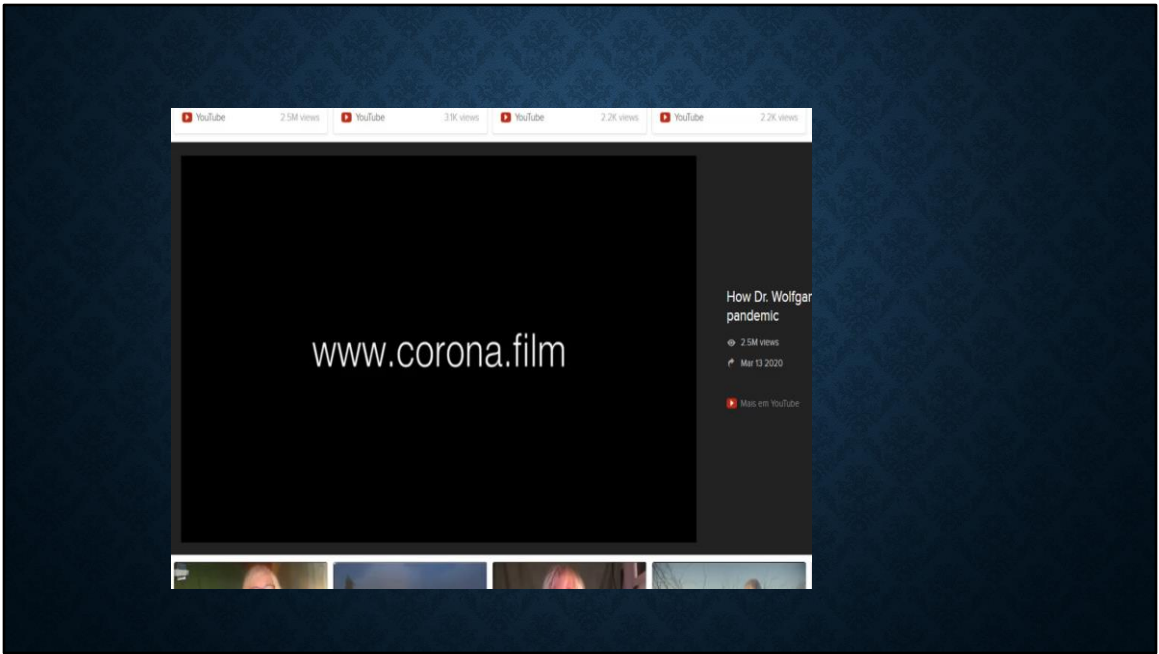 YouTube 2.5M views YouTube 3.1K views YouTube 2.2K views YouTube 2.2K views
www.corona.film
How Dr. Wolfgar
pandemic
2.5M views
Mar 13 2020
Mais em YouTube